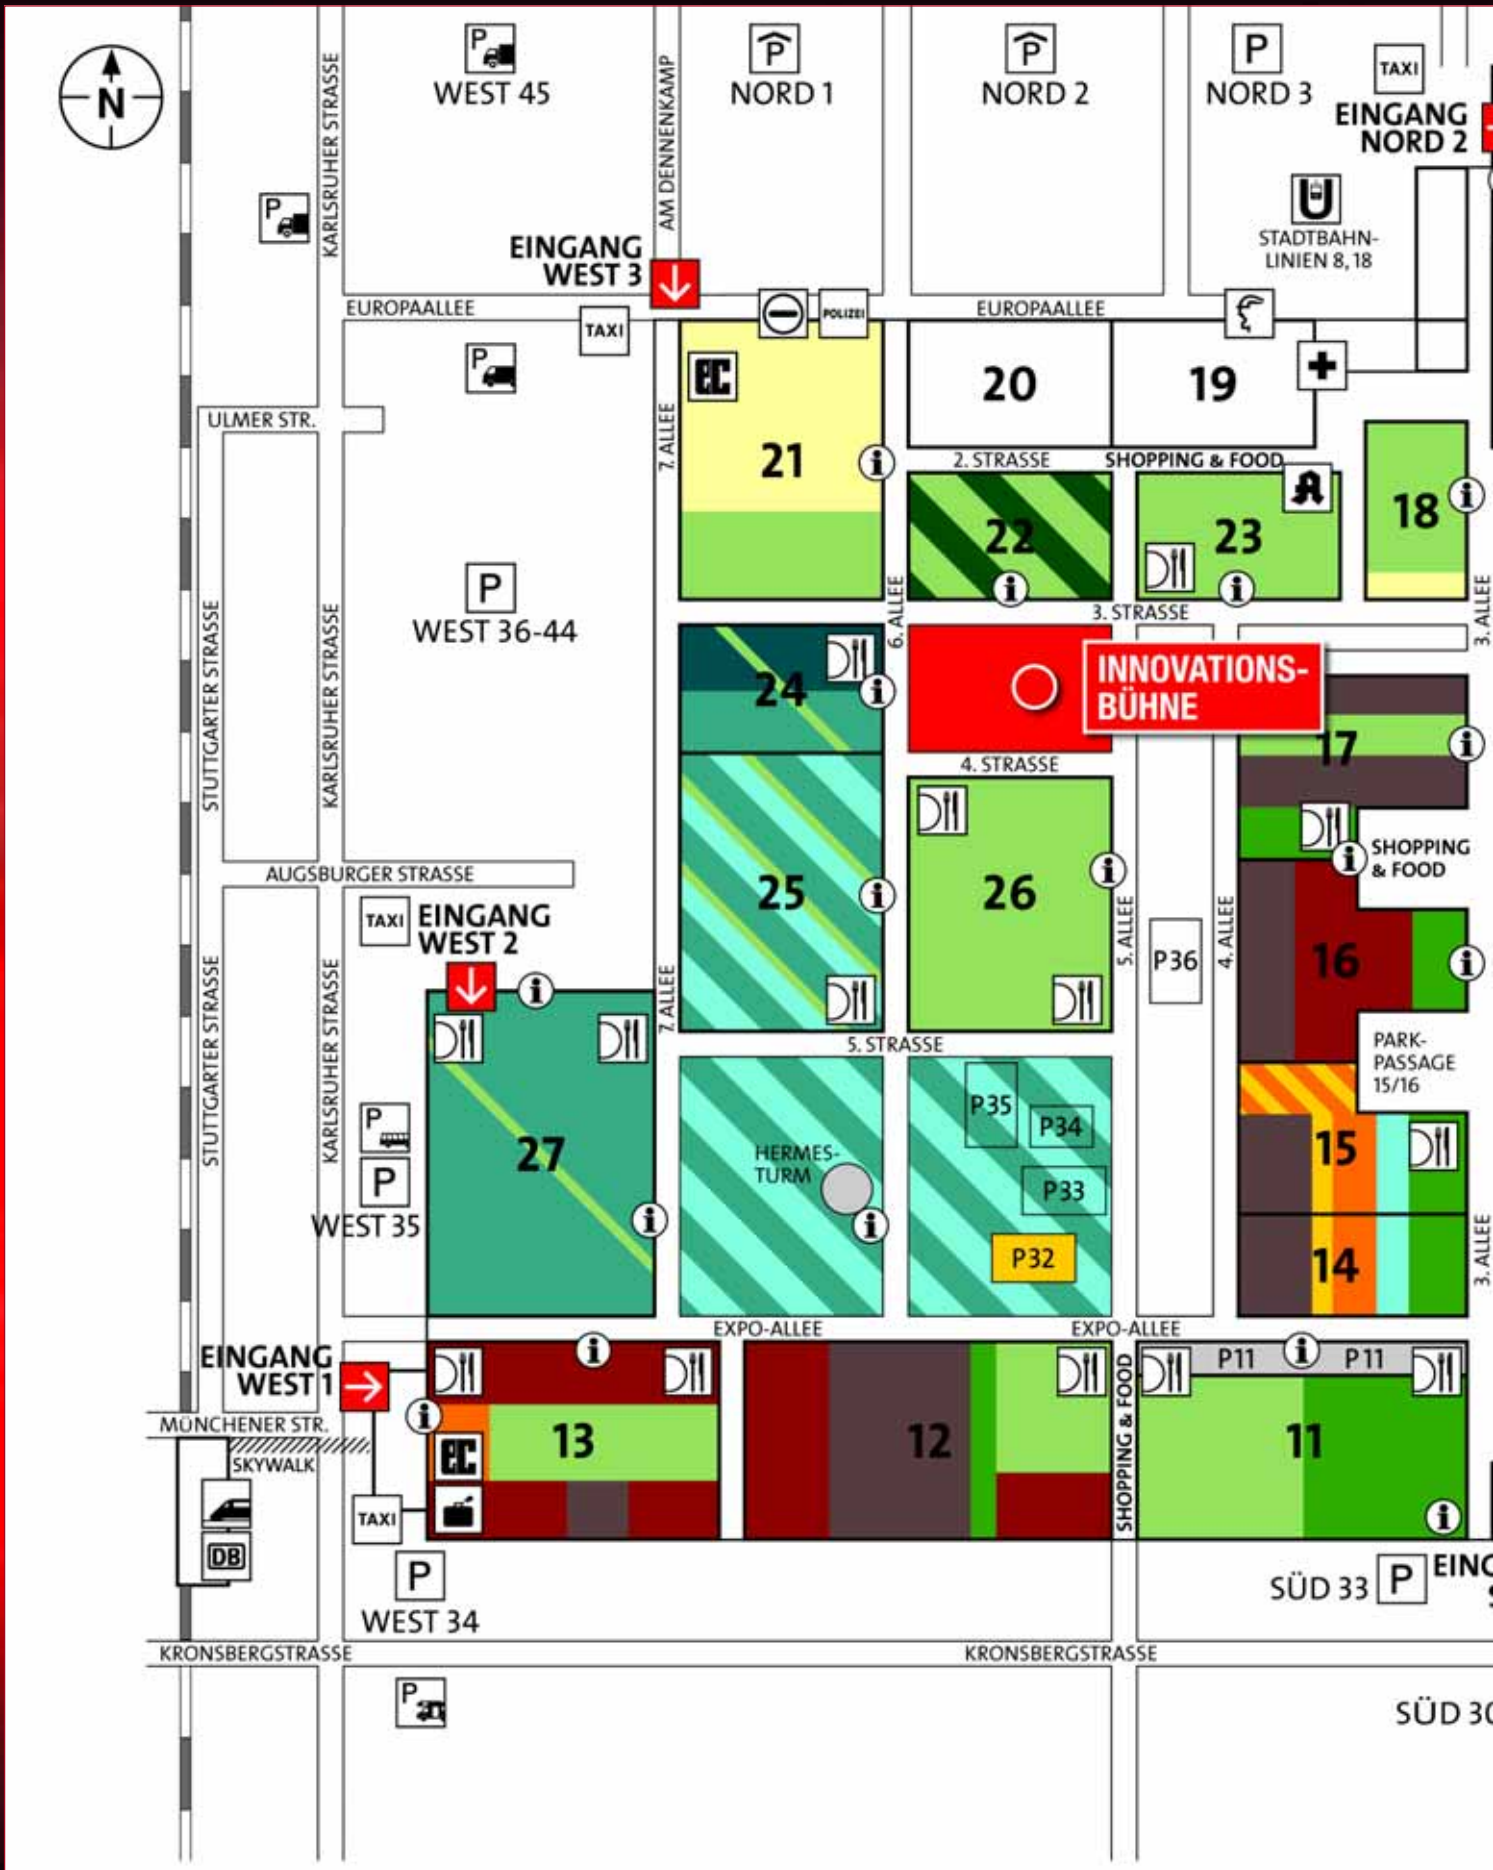 N
P
WEST 45
P
NORD 1
P
NORD 2
P
NORD 3
TAXI
EINGANG
NORD 2
KARLSRUHER STRASSE
AM DENNENKAMP
P
U
STADTBAHN-
LINIEN 8, 18
EINGANG
WEST 3
EUROPAALLEE
TAXI
POLIZEI
EUROPAALLEE
P
EC
20
19
ULMER STR.
7. ALLEE
21
i
2. STRASSE
SHOPPING & FOOD
A
22
i
23
i
18
i
P
WEST 36-44
STUTTGARTER STRASSE
KARLSRUHER STRASSE
6. ALLEE
3. STRASSE
3. ALLEE
24
i
INNOVATIONS-
BÜHNE
17
i
4. STRASSE
SHOPPING
& FOOD
i
AUGSBURGER STRASSE
25
i
26
i
TAXI
EINGANG
WEST 2
i
5. ALLEE
P36
4. ALLEE
16
i
STUTTGARTER STRASSE
KARLSRUHER STRASSE
7. ALLEE
5. STRASSE
PARK-
PASSAGE
15/16
P
P
WEST 35
27
i
HERMES-
TURM
i
P35
P34
P33
P32
15
14
3. ALLEE
EXPO-ALLEE
EXPO-ALLEE
EINGANG
WEST 1
i
i
EC
13
12
SHOPPING & FOOD
P11
i
P11
11
i
MÜNCHENER STR.
SKYWALK
TAXI
DB
P
WEST 34
SÜD 33
P
EING
KRONSBERGSTRASSE
KRONSBERGSTRASSE
P
SÜD 30